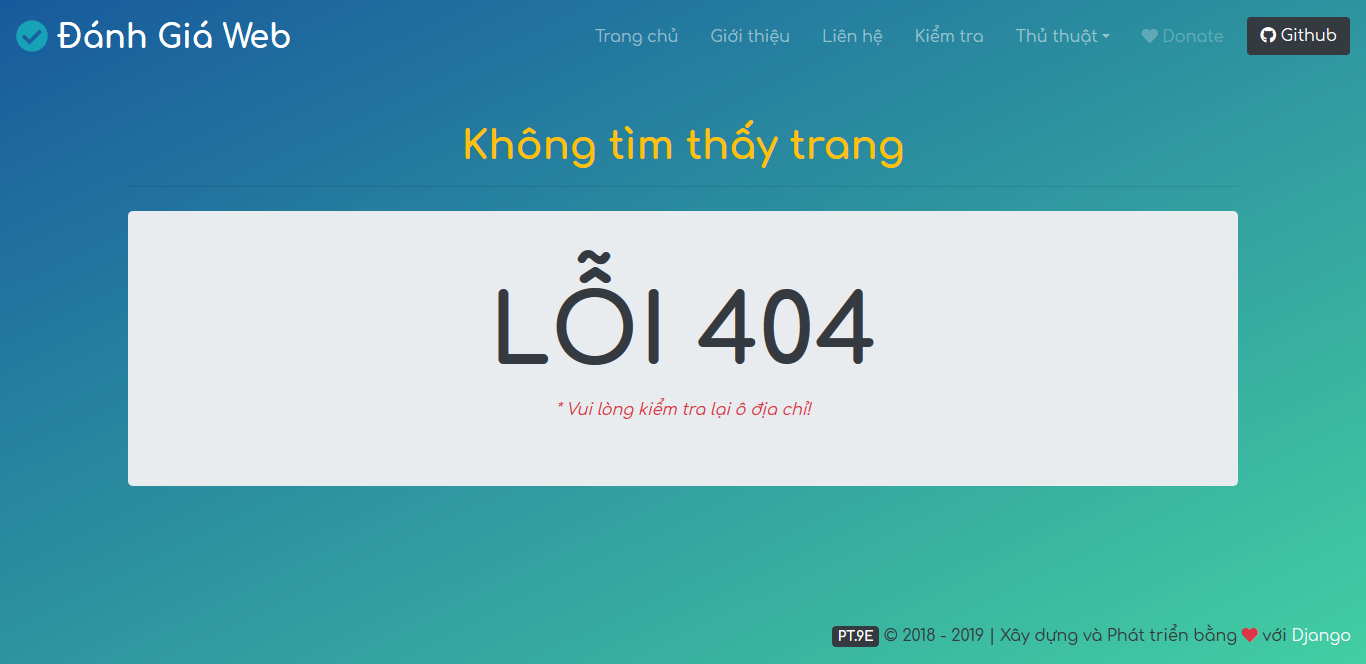 Đánh Giá Web
Trang chủ Giới thiệu Liên hệ Kiểm tra Thủ thuật Donate Github
Không tìm thấy trang
LỖI 404
* Vui lòng kiểm tra lại ô địa chỉ!
PT.9E © 2018 - 2019 | Xây dựng và Phát triển bằng ❤ với Django